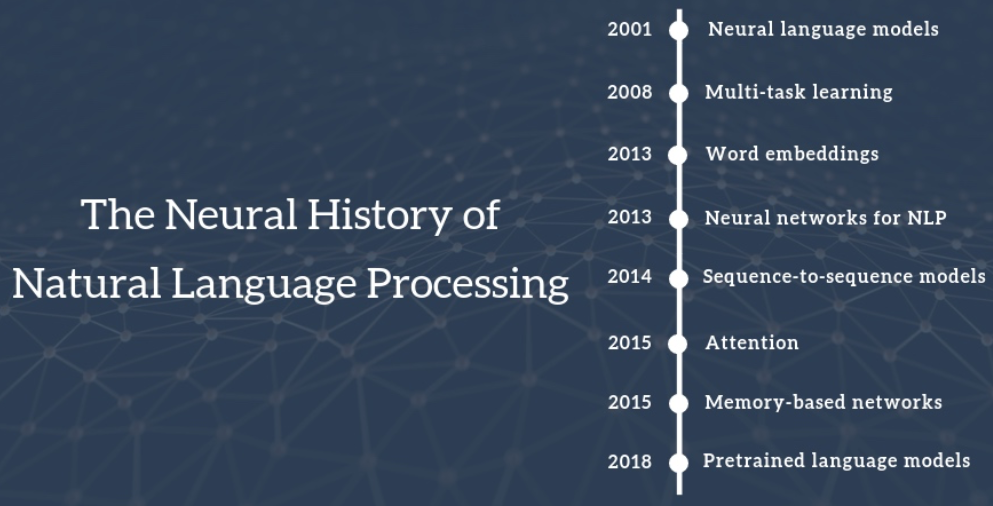 The Neural History of
Natural Language Processing
2001 Neural language models
2008 Multi-task learning
2013 Word embeddings
2013 Neural networks for NLP
2014 Sequence-to-sequence models
2015 Attention
2015 Memory-based networks
2018 Pretrained language models